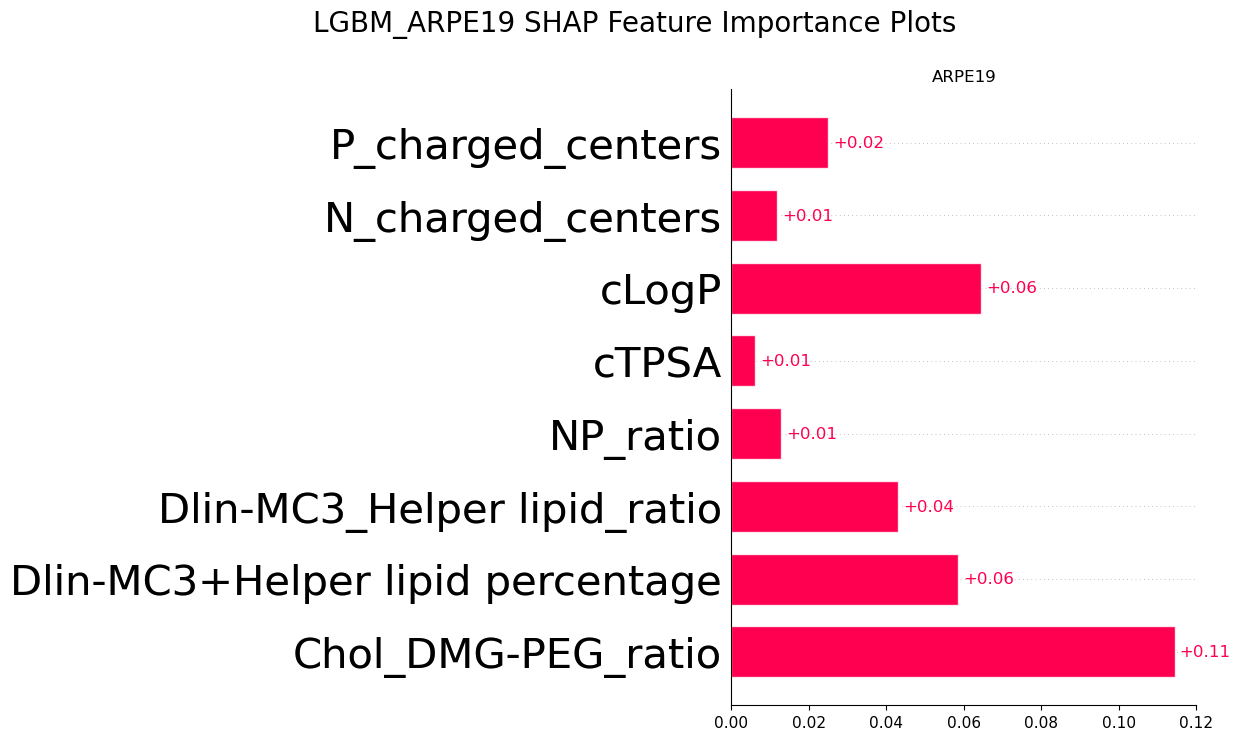 LGBM_ARPE19 SHAP Feature Importance Plots
ARPE19
P_charged_centers
+0.02
N_charged_centers
+0.01
cLogP
+0.06
cTPSA
+0.01
NP_ratio
+0.01
Dlin-MC3_Helper lipid_ratio
+0.04
Dlin-MC3+Helper lipid percentage
+0.06
Chol_DMG-PEG_ratio
+0.11
0.00 0.02 0.04 0.06 0.08 0.10 0.12